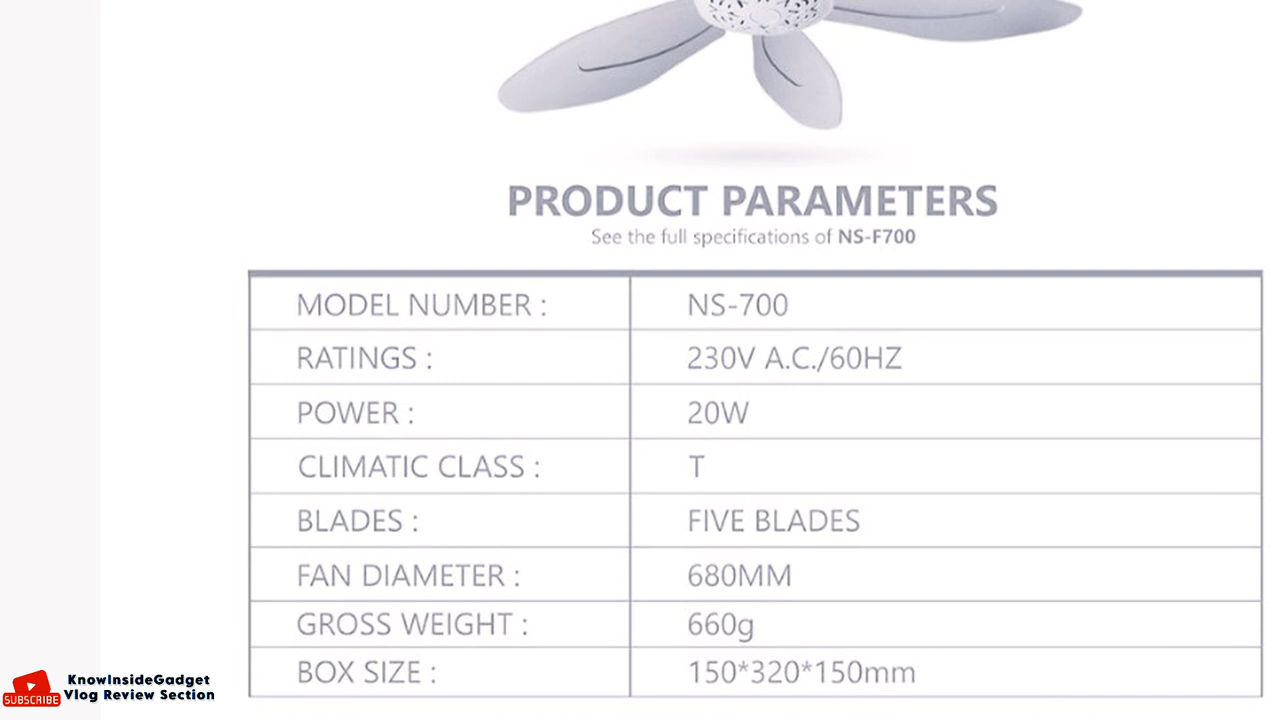 PRODUCT PARAMETERS
See the full specifications of NS-F700
MODEL NUMBER : NS-700
RATINGS : 230V A.C./60HZ
POWER : 20W
CLIMATIC CLASS : T
BLADES : FIVE BLADES
FAN DIAMETER : 680MM
GROSS WEIGHT : 660g
BOX SIZE : 150*320*150mm
KnowInsideGadget
Vlog Review Section
SUBSCRIBE